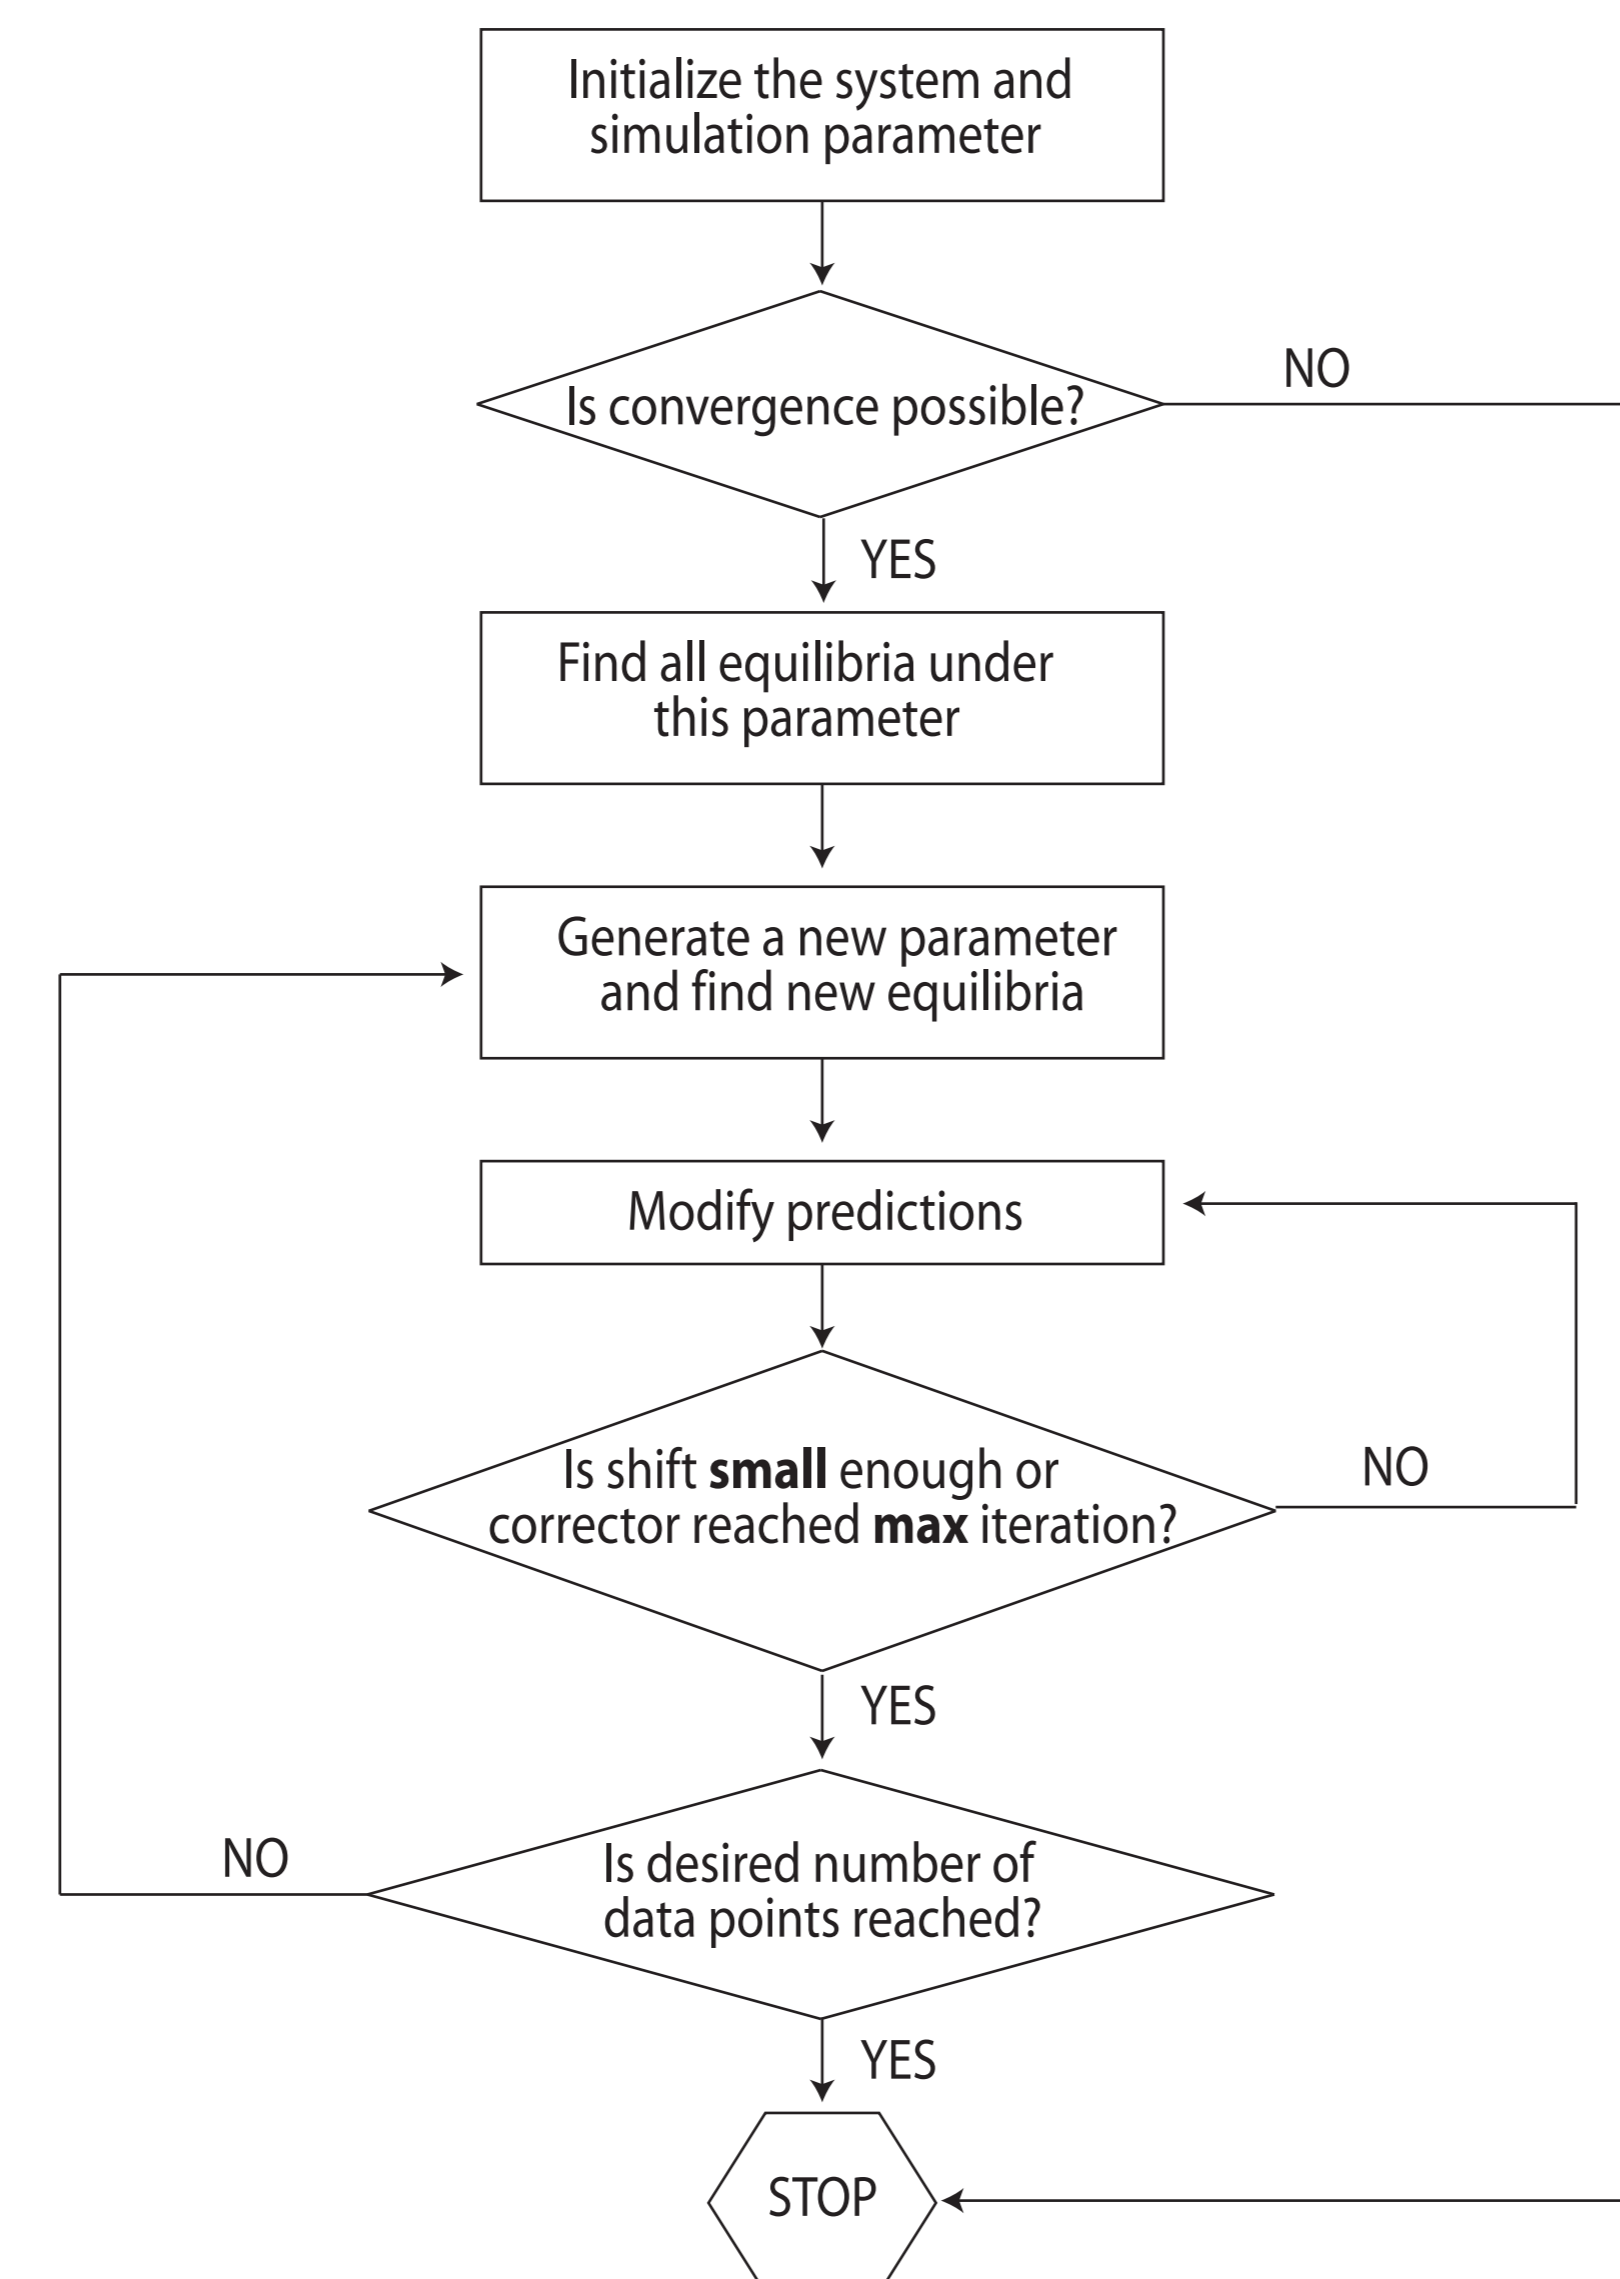 Initialize the system and
simulation parameter
Is convergence possible?
NO
YES
Find all equilibria under
this parameter
Generate a new parameter
and find new equilibria
Modify predictions
Is shift small enough or
corrector reached max iteration?
NO
YES
Is desired number of
data points reached?
NO
YES
STOP